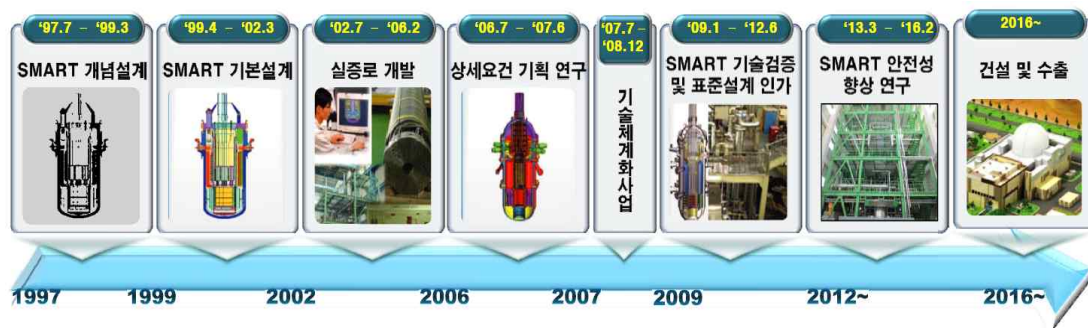 ‘97.7 – ‘99.3
SMART 개념설계
‘99.4 – ‘02.3
SMART 기본설계
‘02.7 – ‘06.2
실증로 개발
‘06.7 – ‘07.6
상세요건 기획 연구
‘07.7 –
‘08.12
기술체계화사업
‘09.1 – ‘12.6
SMART 기술검증
및 표준설계 인가
‘13.3 – ‘16.2
SMART 안전성
향상 연구
2016~
건설 및 수출
1997
1999
2002
2006
2007
2009
2012~
2016~